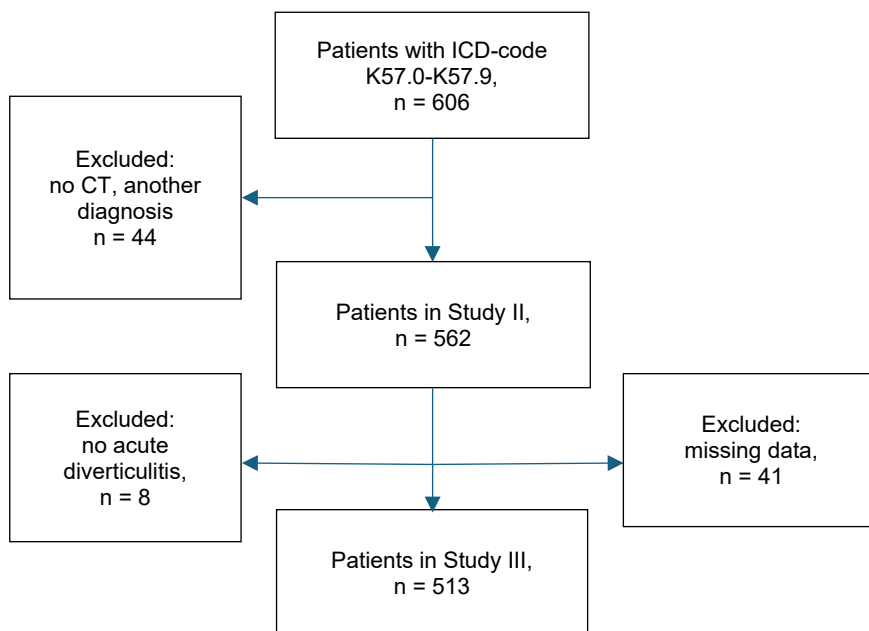 Patients with ICD-code
K57.0-K57.9,
n = 606
Excluded:
no CT, another
diagnosis
n = 44
Patients in Study II,
n = 562
Excluded:
no acute
diverticulitis,
n = 8
Excluded:
missing data,
n = 41
Patients in Study III,
n = 513